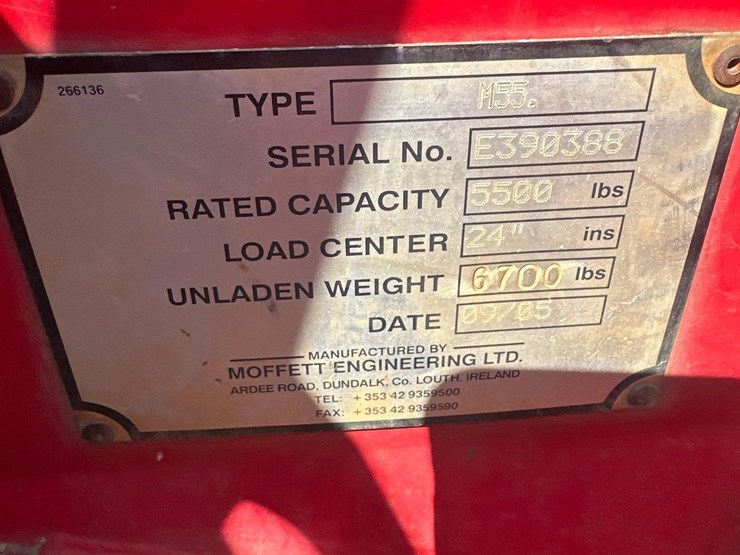 266136
TYPE M55.
SERIAL No. E390388
RATED CAPACITY 5500 lbs
LOAD CENTER 24" ins
UNLADEN WEIGHT 6700 lbs
DATE 09/05
MANUFACTURED BY
MOFFETT ENGINEERING LTD.
ARDEE ROAD, DUNDALK, Co. LOUTH, IRELAND
TEL: + 353 42 9359500
FAX: + 353 42 9359590